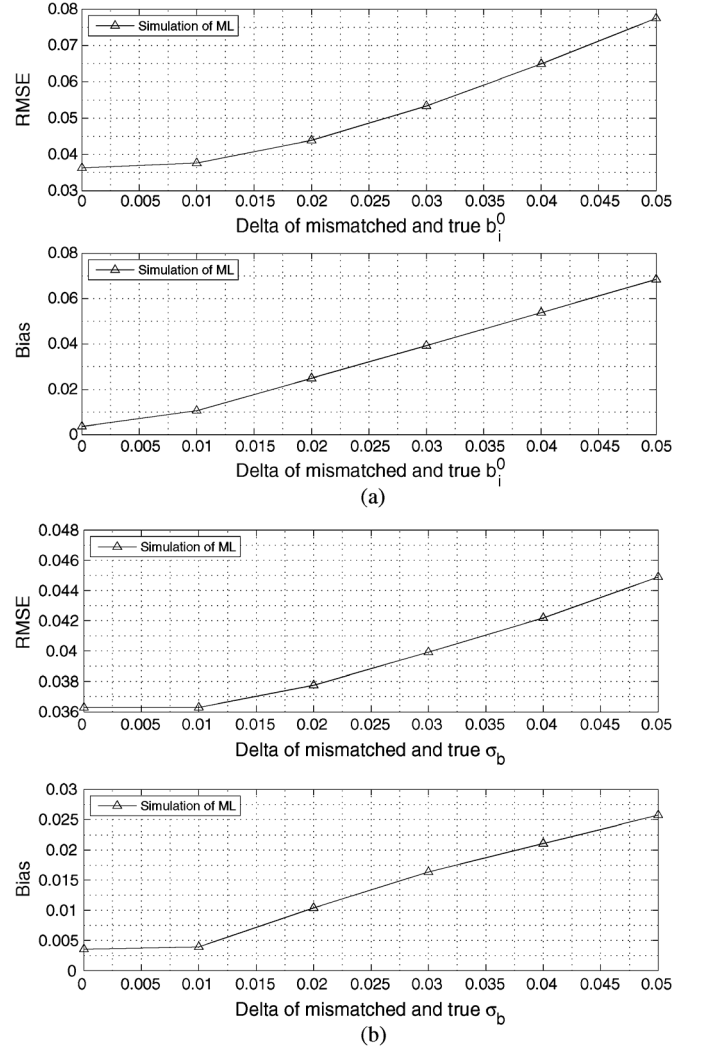 0.08
0.07
0.06
0.05
0.04
0.03
RMSE
Simulation of ML
0 0.005 0.01 0.015 0.02 0.025 0.03 0.035 0.04 0.045 0.05
Delta of mismatched and true b_i^0
0.08
0.06
0.04
0.02
0
Bias
Simulation of ML
0 0.005 0.01 0.015 0.02 0.025 0.03 0.035 0.04 0.045 0.05
Delta of mismatched and true b_i^0
(a)
0.048
0.046
0.044
0.042
0.04
0.038
0.036
RMSE
Simulation of ML
0 0.005 0.01 0.015 0.02 0.025 0.03 0.035 0.04 0.045 0.05
Delta of mismatched and true σ_b
0.03
0.025
0.02
0.015
0.01
0.005
0
Bias
Simulation of ML
0 0.005 0.01 0.015 0.02 0.025 0.03 0.035 0.04 0.045 0.05
Delta of mismatched and true σ_b
(b)